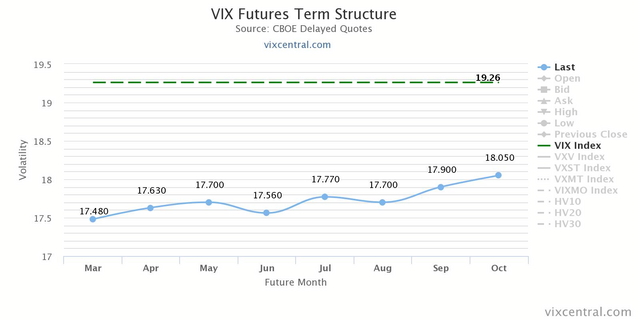 VIX Futures Term Structure
Source: CBOE Delayed Quotes
vixcentral.com
Volatility
19.5
19
18.5
18
17.5
17
19.26
17.480
17.630
17.700
17.560
17.770
17.700
17.900
18.050
Mar Apr May Jun Jul Aug Sep Oct
Future Month
Last
Open
Bid
Ask
High
Low
Previous Close
VIX Index
VXV Index
VXST Index
VXMT Index
VIXMO Index
HV10
HV20
HV30
vixcentral.com